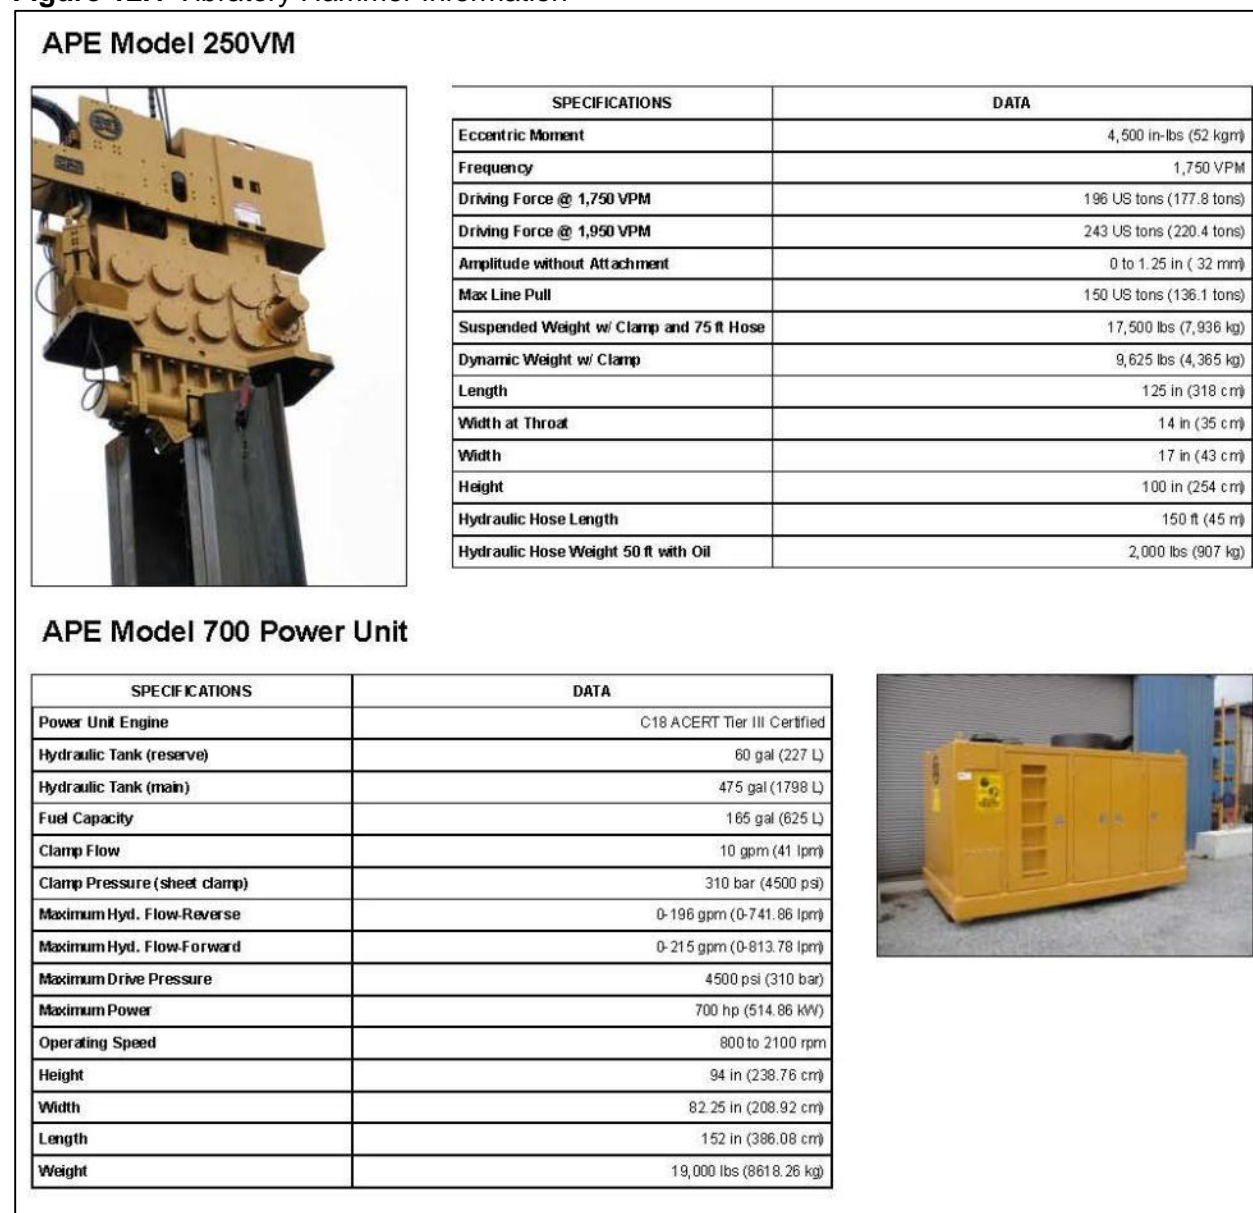 APE Model 250VM
SPECIFICATIONS DATA
Eccentric Moment 4,500 in-lbs (52 kgm)
Frequency 1,750 VPM
Driving Force @ 1,750 VPM 196 US tons (177.8 tons)
Driving Force @ 1,950 VPM 243 US tons (220.4 tons)
Amplitude without Attachment 0 to 1.25 in ( 32 mm)
Max Line Pull 150 US tons (136.1 tons)
Suspended Weight w/ Clamp and 75 ft Hose 17,500 lbs (7,936 kg)
Dynamic Weight w/ Clamp 9,625 lbs (4,365 kg)
Length 125 in (318 cm)
Width at Throat 14 in (35 cm)
Width 17 in (43 cm)
Height 100 in (254 cm)
Hydraulic Hose Length 150 ft (45 m)
Hydraulic Hose Weight 50 ft with Oil 2,000 lbs (907 kg)
APE Model 700 Power Unit
SPECIFICATIONS DATA
Power Unit Engine C18 ACERT Tier III Certified
Hydraulic Tank (reserve) 60 gal (227 L)
Hydraulic Tank (main) 475 gal (1798 L)
Fuel Capacity 165 gal (625 L)
Clamp Flow 10 gpm (41 lpm)
Clamp Pressure (sheet clamp) 310 bar (4500 psi)
Maximum Hyd. Flow-Reverse 0-196 gpm (0-741.86 lpm)
Maximum Hyd. Flow-Forward 0-215 gpm (0-813.78 lpm)
Maximum Drive Pressure 4500 psi (310 bar)
Maximum Power 700 hp (514.86 kW)
Operating Speed 800 to 2100 rpm
Height 94 in (238.76 cm)
Width 82.25 in (208.92 cm)
Length 152 in (386.08 cm)
Weight 19,000 lbs (8618.26 kg)